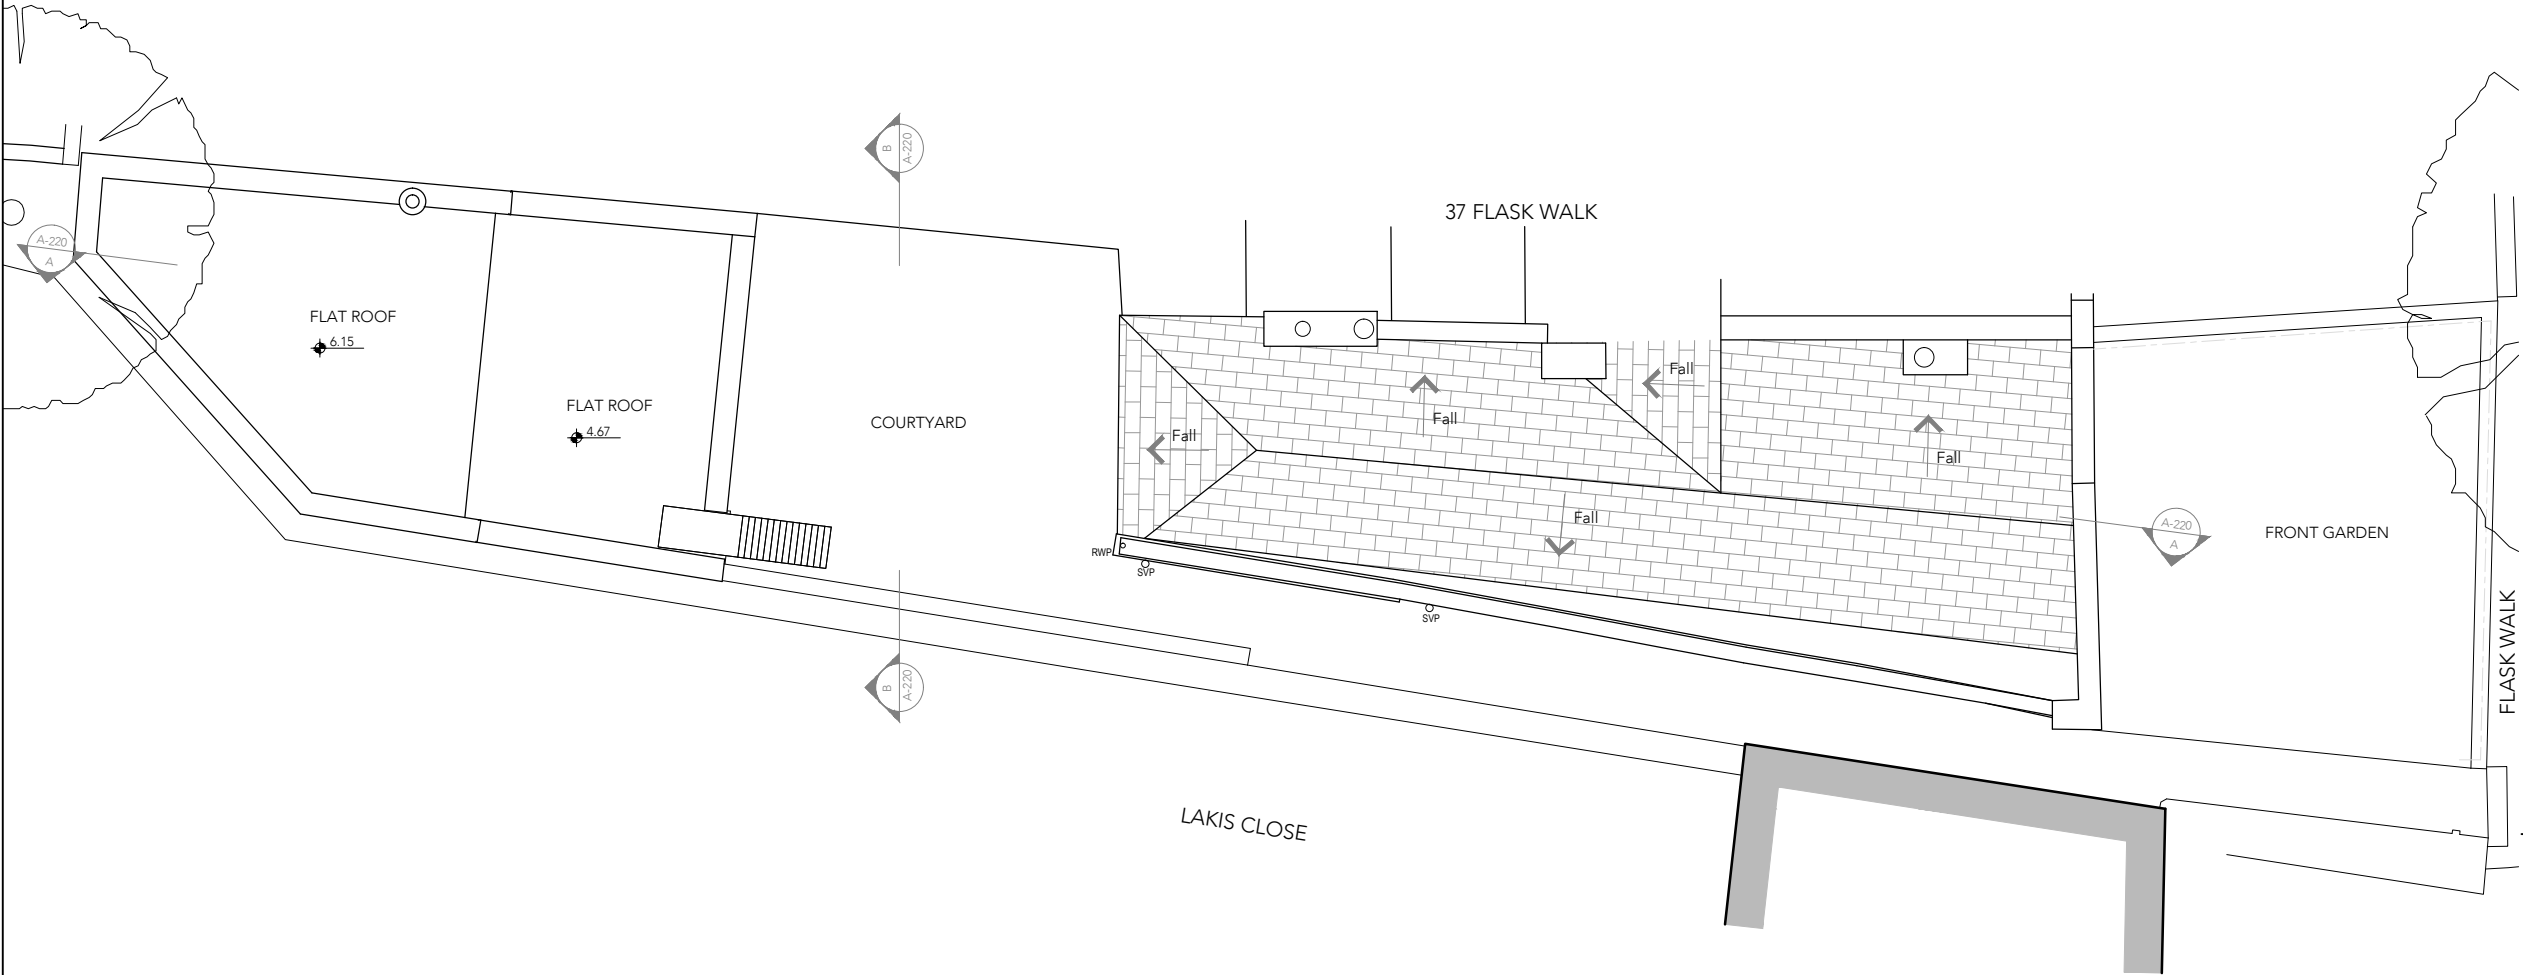 B
A-220
37 FLASK WALK
A-220
A
FLAT ROOF
6.15
FLAT ROOF
4.67
COURTYARD
Fall
Fall
Fall
Fall
Fall
A-220
A
FRONT GARDEN
RWP
SVP
SVP
FLASK WALK
B
A-220
LAKIS CLOSE